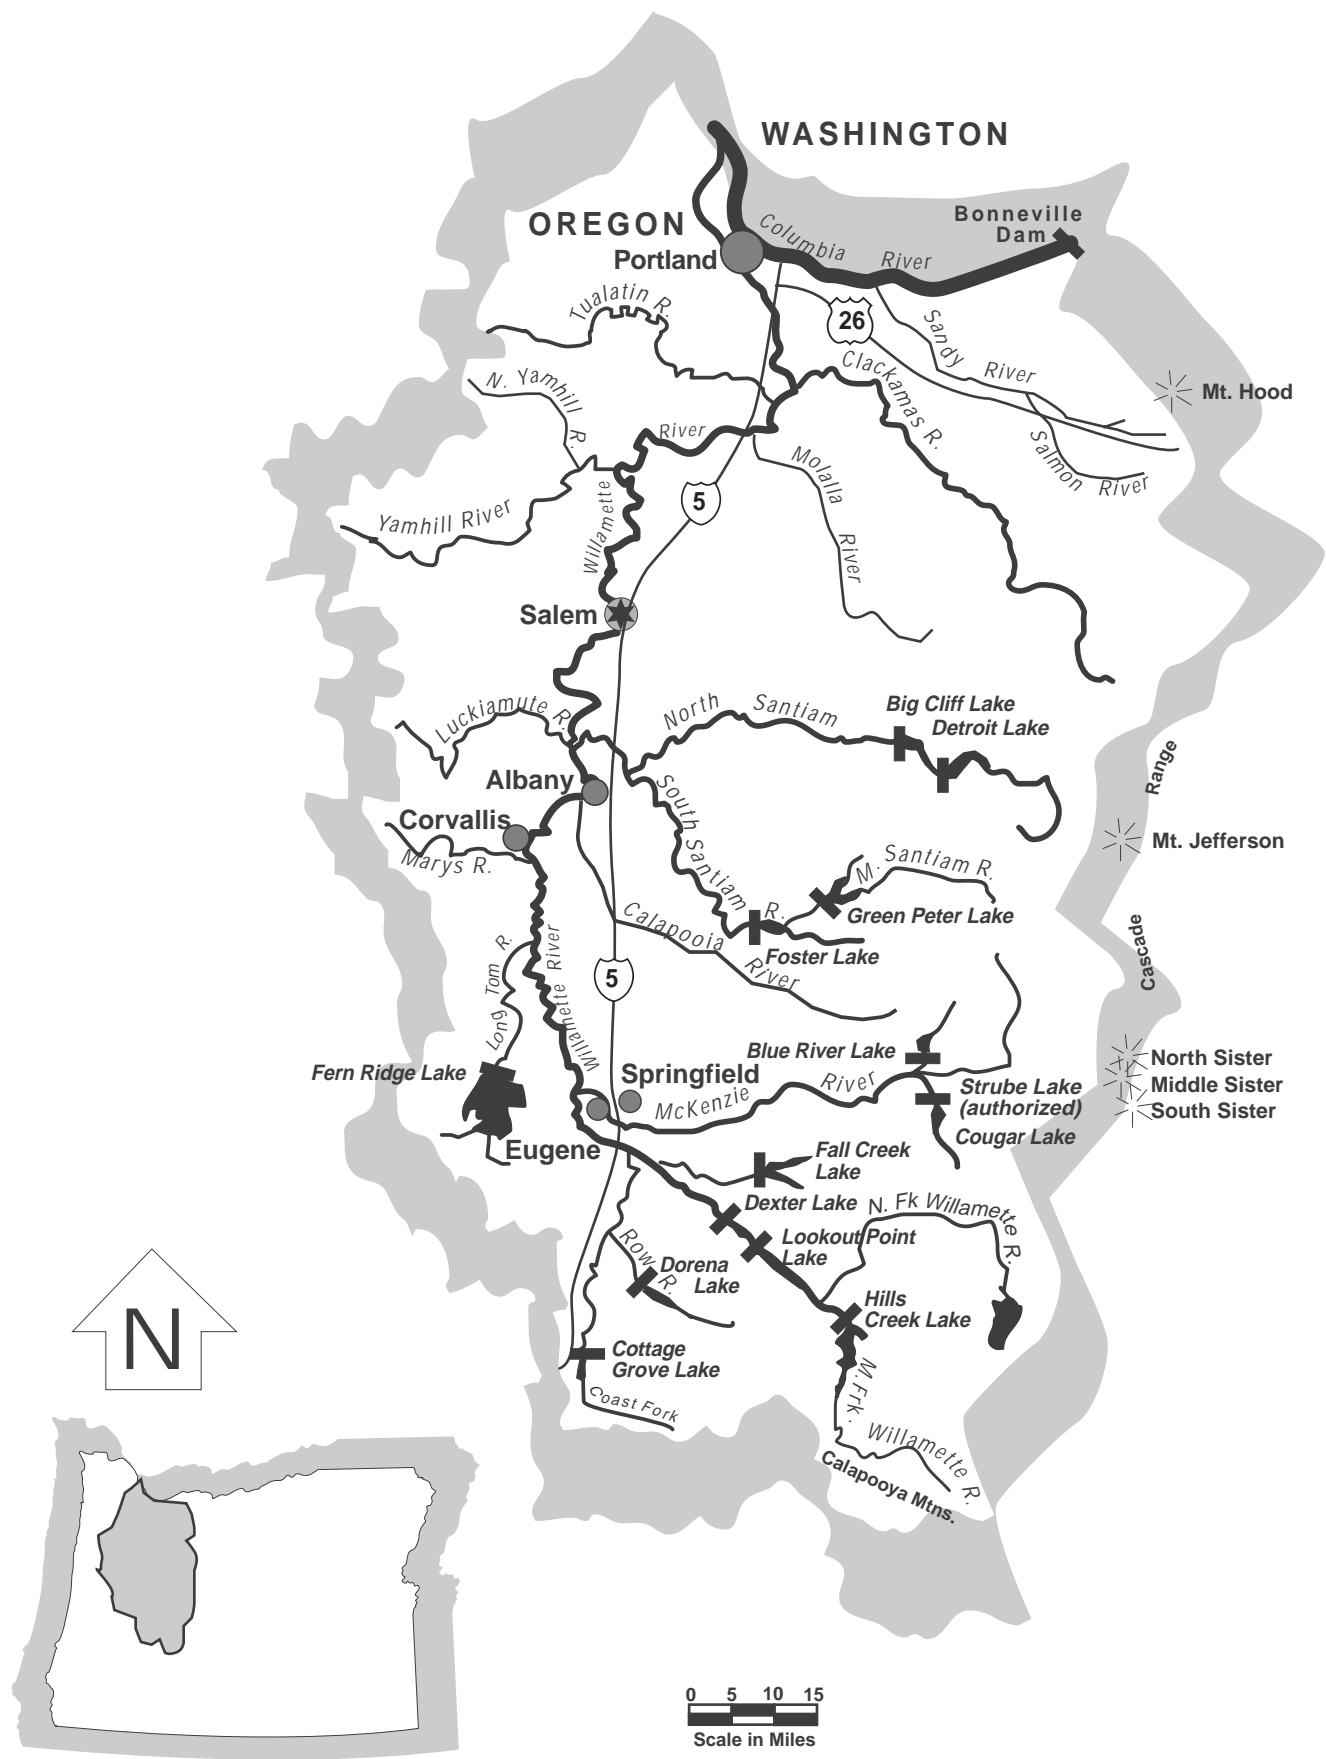 WASHINGTON
OREGON
Bonneville
Dam
Portland
Columbia River
Tualatin R.
26
Sandy River
Mt. Hood
N. Yamhill R.
Clackamas R.
River
Salmon River
Molalla River
Willamette
5
Yamhill River
Salem
Luckiamute R.
North Santiam
Big Cliff Lake
Detroit Lake
Range
Albany
South Santiam R.
Corvallis
Mt. Jefferson
Marys R.
M. Santiam R.
Green Peter Lake
Calapooia River
Foster Lake
Cascade
Long Tom R.
Willamette River
5
Fern Ridge Lake
Springfield
Blue River Lake
North Sister
McKenzie River
Strube Lake
(authorized)
Middle Sister
South Sister
Cougar Lake
Eugene
Fall Creek
Lake
Dexter Lake
N. Fk Willamette R.
Lookout Point
Lake
Row R.
Dorena
Lake
Hills
Creek Lake
N
Cottage
Grove Lake
Coast Fork
M. Frk. Willamette R.
Calapooya Mtns.
0 5 10 15
Scale in Miles